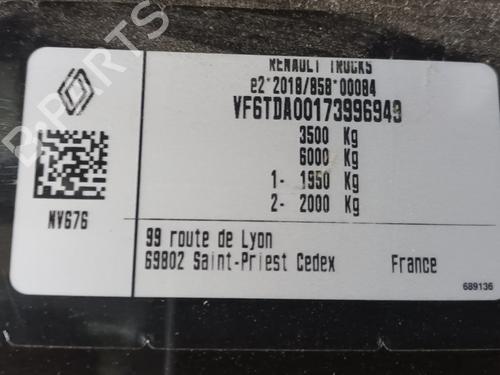 RENAULT TRUCKS
e2*2018/858*00084
VF6TDA00173996949
3500 Kg
6000 Kg
1- 1950 Kg
2- 2000 Kg
NV676
99 route de Lyon
69802 Saint-Priest Cedex France
689136
B-PARTS